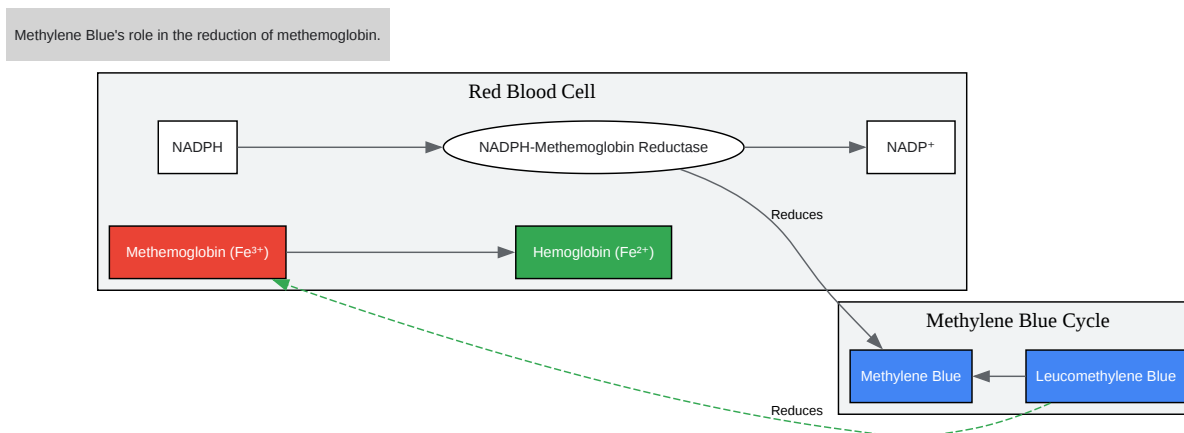 Methylene Blue's role in the reduction of methemoglobin.
Red Blood Cell
NADPH
NADPH-Methemoglobin Reductase
NADP⁺
Reduces
Methemoglobin (Fe³⁺)
Hemoglobin (Fe²⁺)
Methylene Blue Cycle
Methylene Blue
Leucomethylene Blue
Reduces